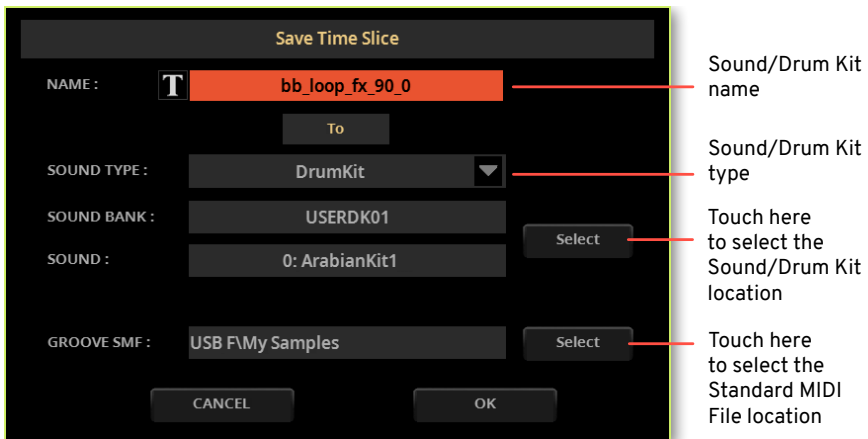 Save Time Slice
NAME :
T
bb_loop_fx_90_0
Sound/Drum Kit
name
To
SOUND TYPE :
DrumKit
Sound/Drum Kit
type
SOUND BANK :
USERDK01
SOUND :
0: ArabianKit1
Select
Touch here
to select the
Sound/Drum Kit
location
GROOVE SMF :
USB F\My Samples
Select
Touch here
to select the
Standard MIDI
File location
CANCEL
OK